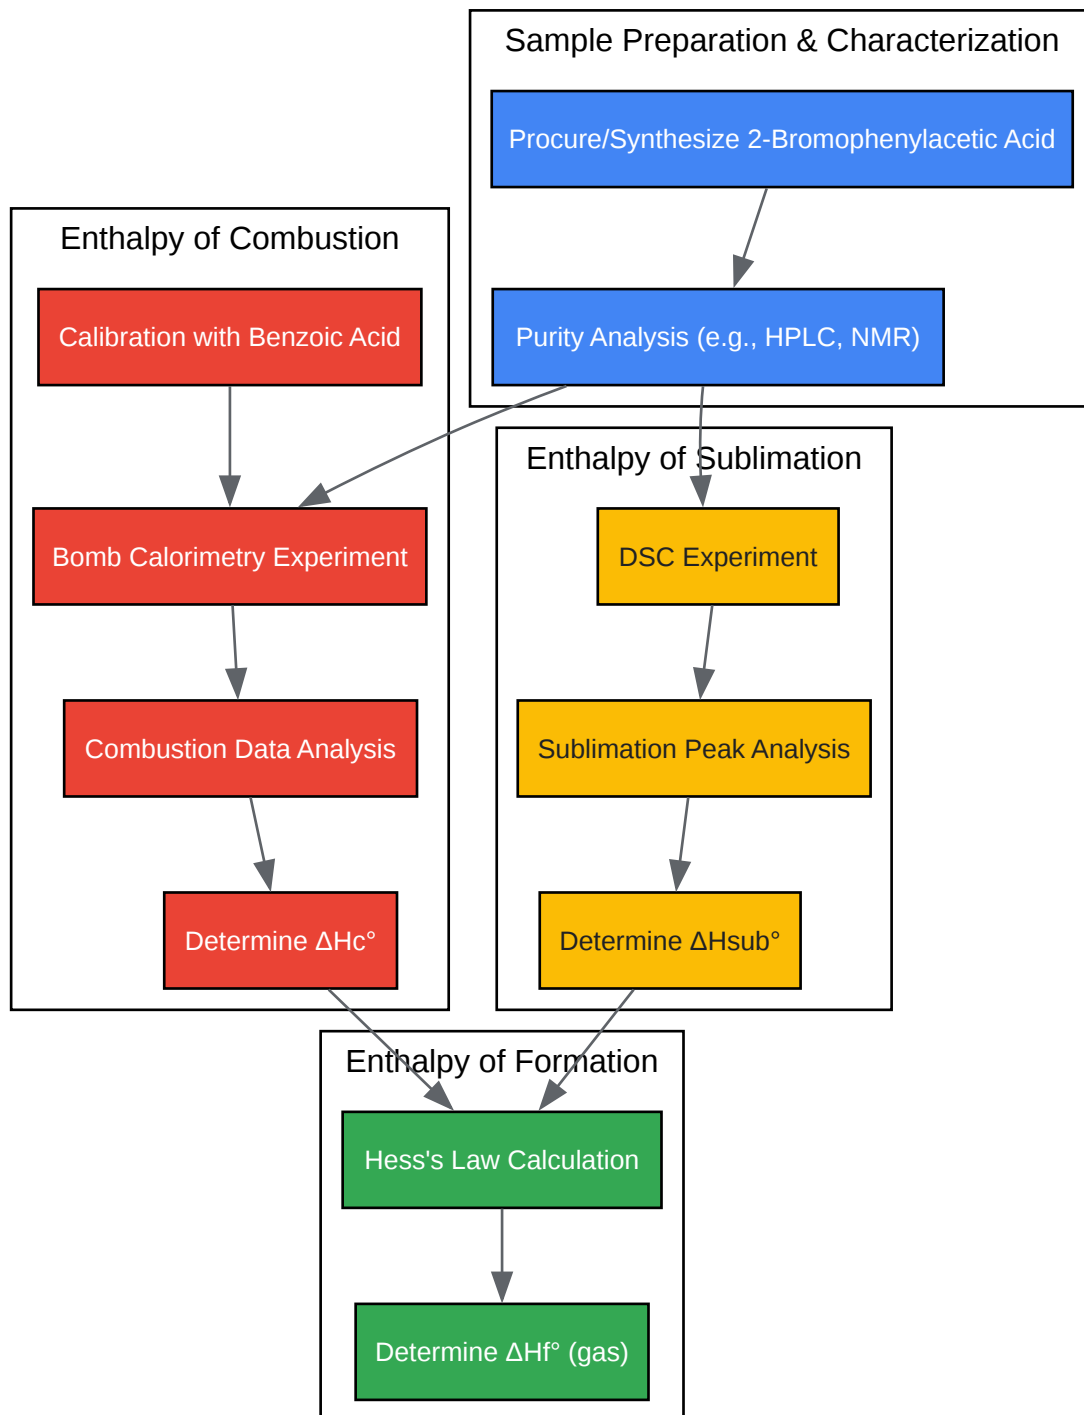 Sample Preparation & Characterization
Procure/Synthesize 2-Bromophenylacetic Acid
Purity Analysis (e.g., HPLC, NMR)
Enthalpy of Combustion
Calibration with Benzoic Acid
Bomb Calorimetry Experiment
Combustion Data Analysis
Determine ΔHc°
Enthalpy of Sublimation
DSC Experiment
Sublimation Peak Analysis
Determine ΔHsub°
Enthalpy of Formation
Hess's Law Calculation
Determine ΔHf° (gas)